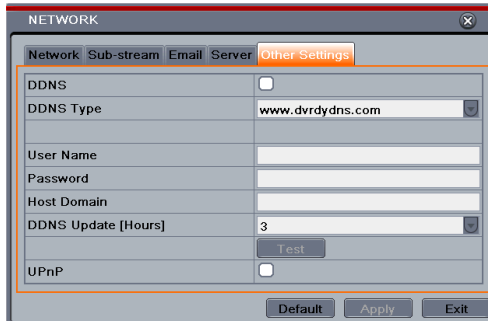 NETWORK
Network Sub-stream Email Server Other Settings
DDNS
DDNS Type www.dvrdydns.com
User Name
Password
Host Domain
DDNS Update [Hours] 3
Test
UPnP
Default Apply Exit